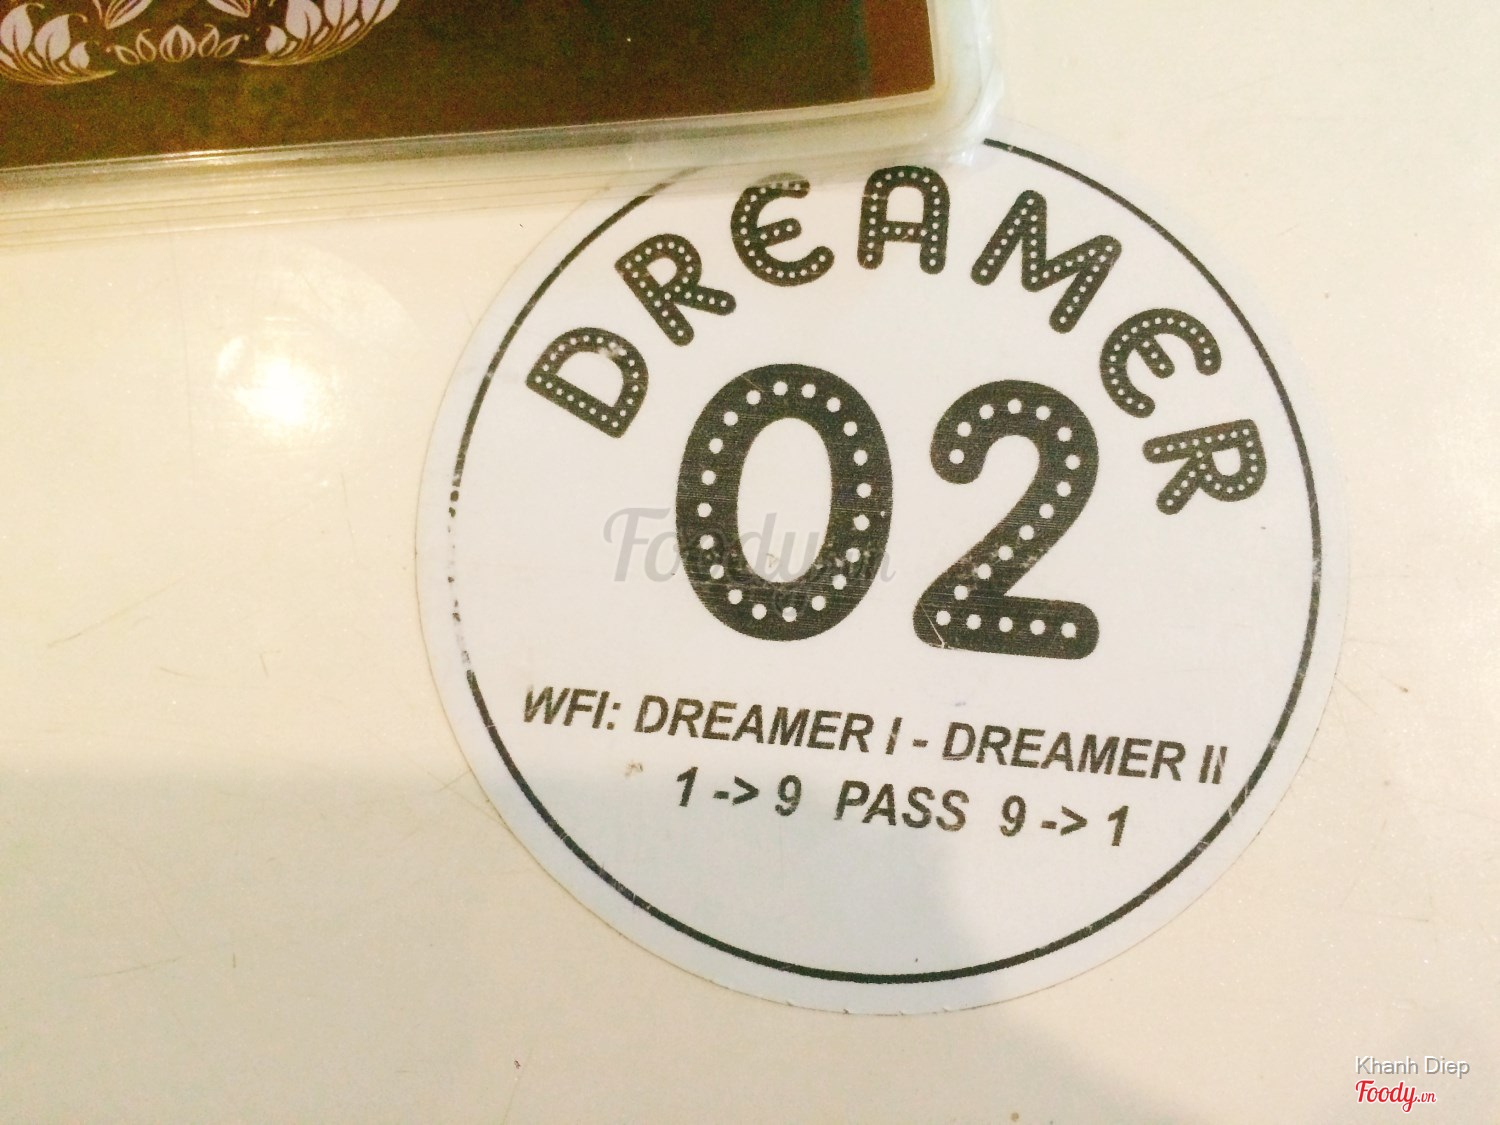 DREAMER
02
WFI: DREAMER I - DREAMER II
1 -> 9 PASS 9 -> 1
Foody.vn
Khanh Diep
Foody.vn